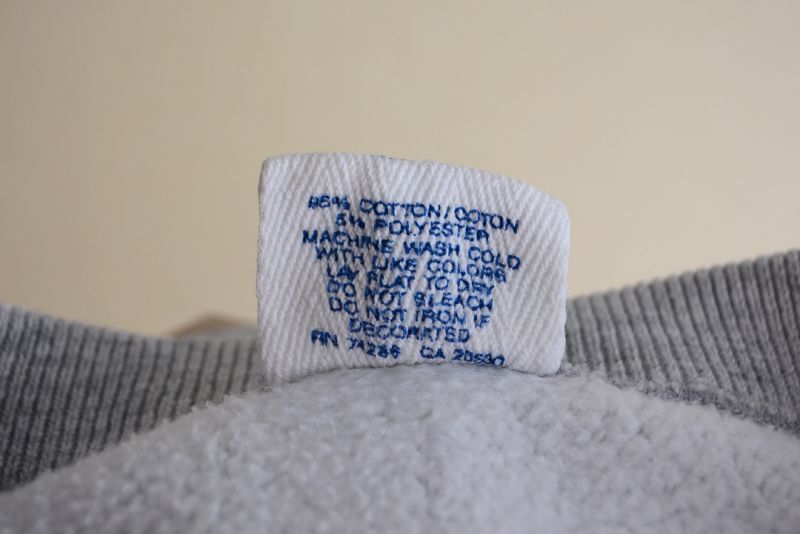 95% COTTON/COTON
5% POLYESTER
MACHINE WASH COLD
WITH LIKE COLORS
LAY FLAT TO DRY
DO NOT BLEACH
DO NOT IRON IF
DECORATED
RN 74286 CA 20530